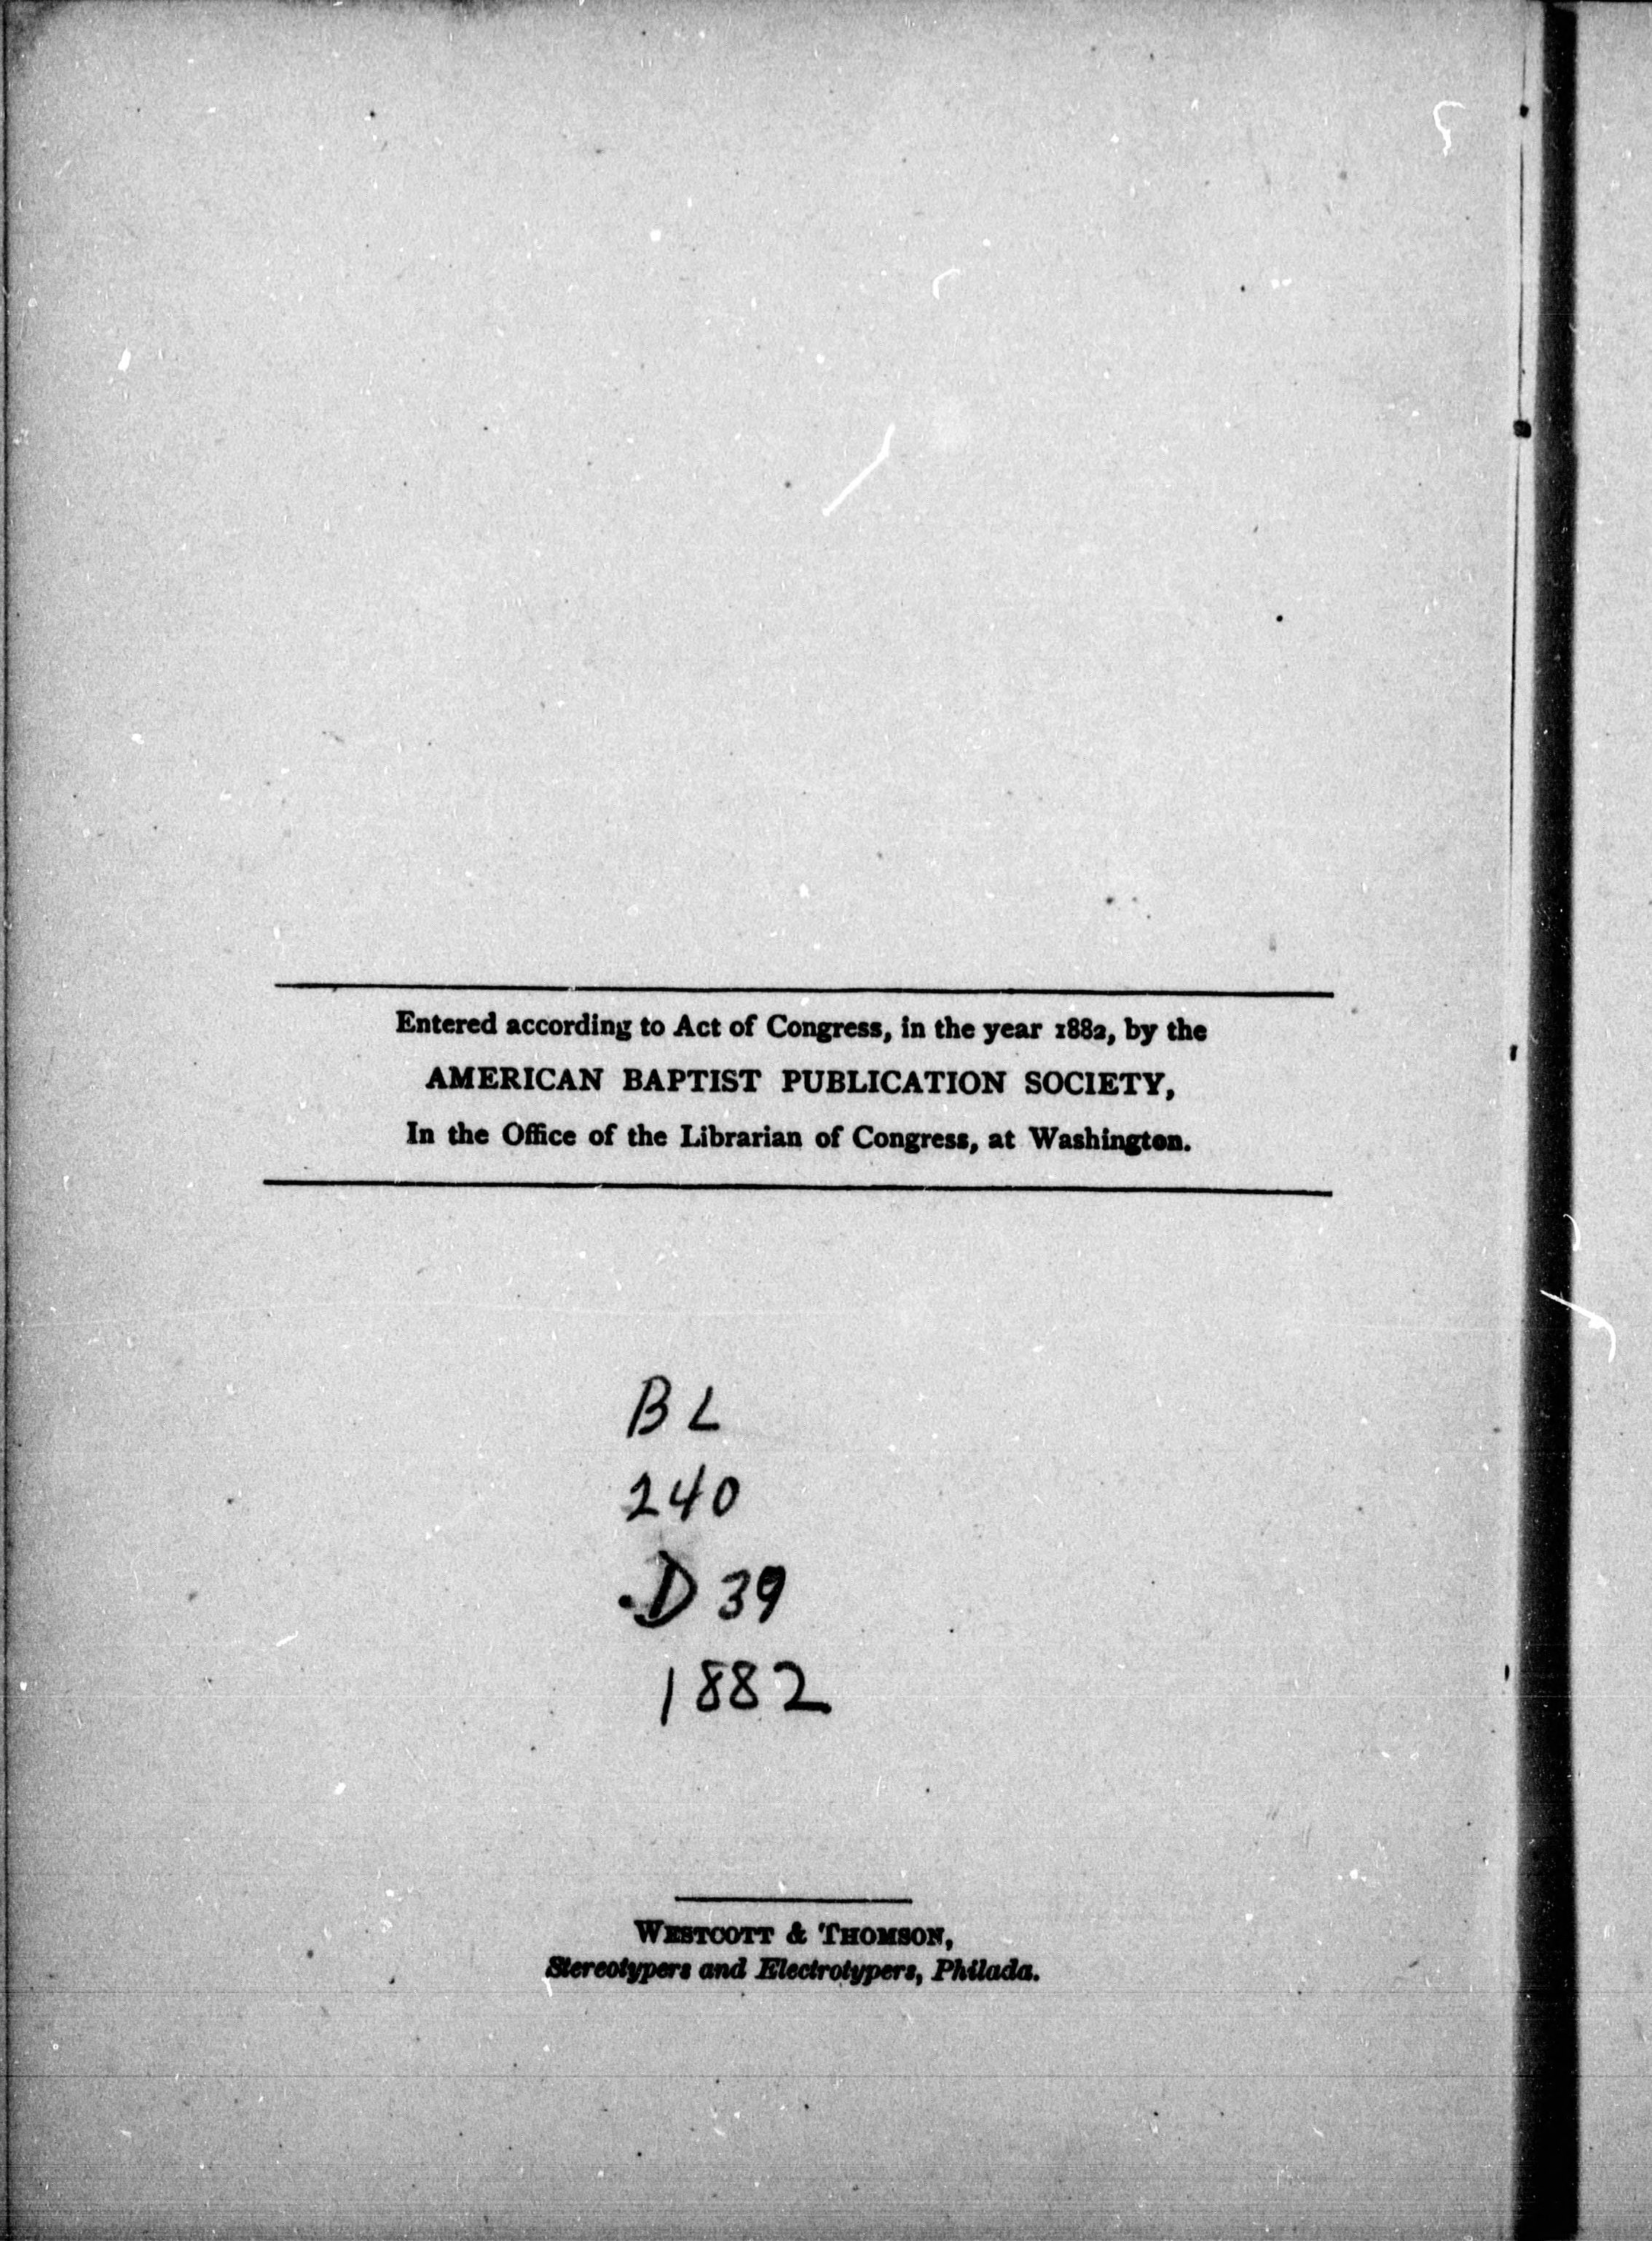 Entered according to Act of Congress, in the year 1882, by the
AMERICAN BAPTIST PUBLICATION SOCIETY,
In the Office of the Librarian of Congress, at Washington.
BL
240
.D39
1882
WESTCOTT & THOMSON,
Stereotypers and Electrotypers, Philada.